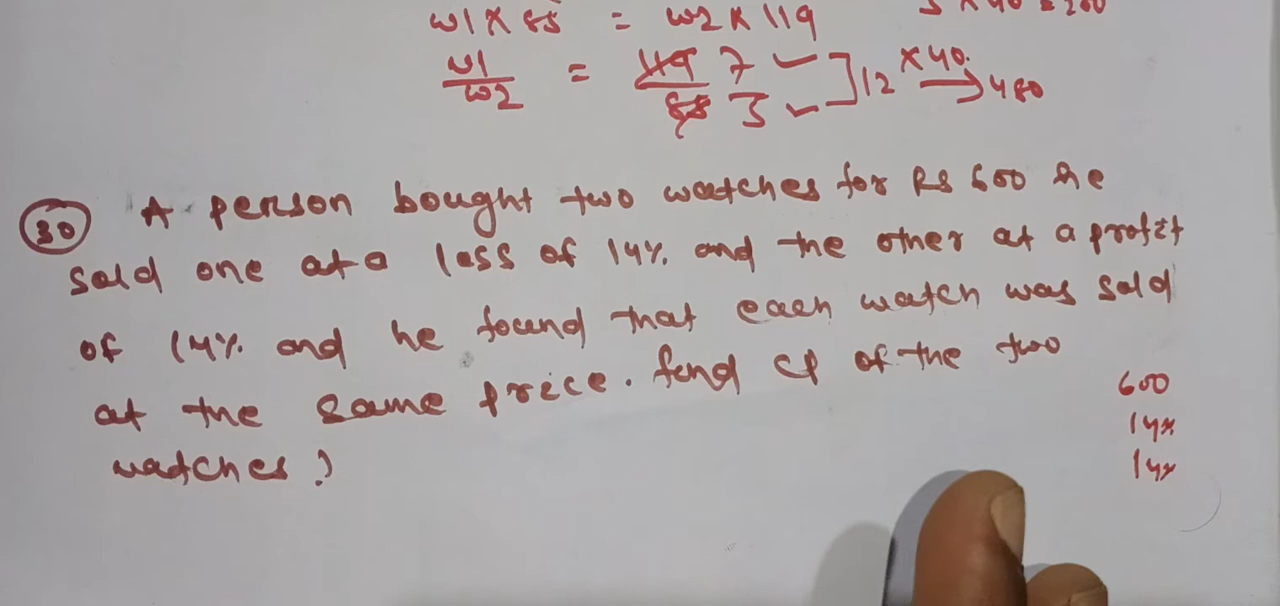 w1 X 85 = w2 X 119
w1/w2 = 119 7 / 85 5 ] 12 X40 → 480
30 A person bought two watches for Rs 600 he
sold one at a loss of 14% and the other at a profit
of 14% and he found that each watch was sold
at the same price. find CP of the two
watches?
600
14%
14%